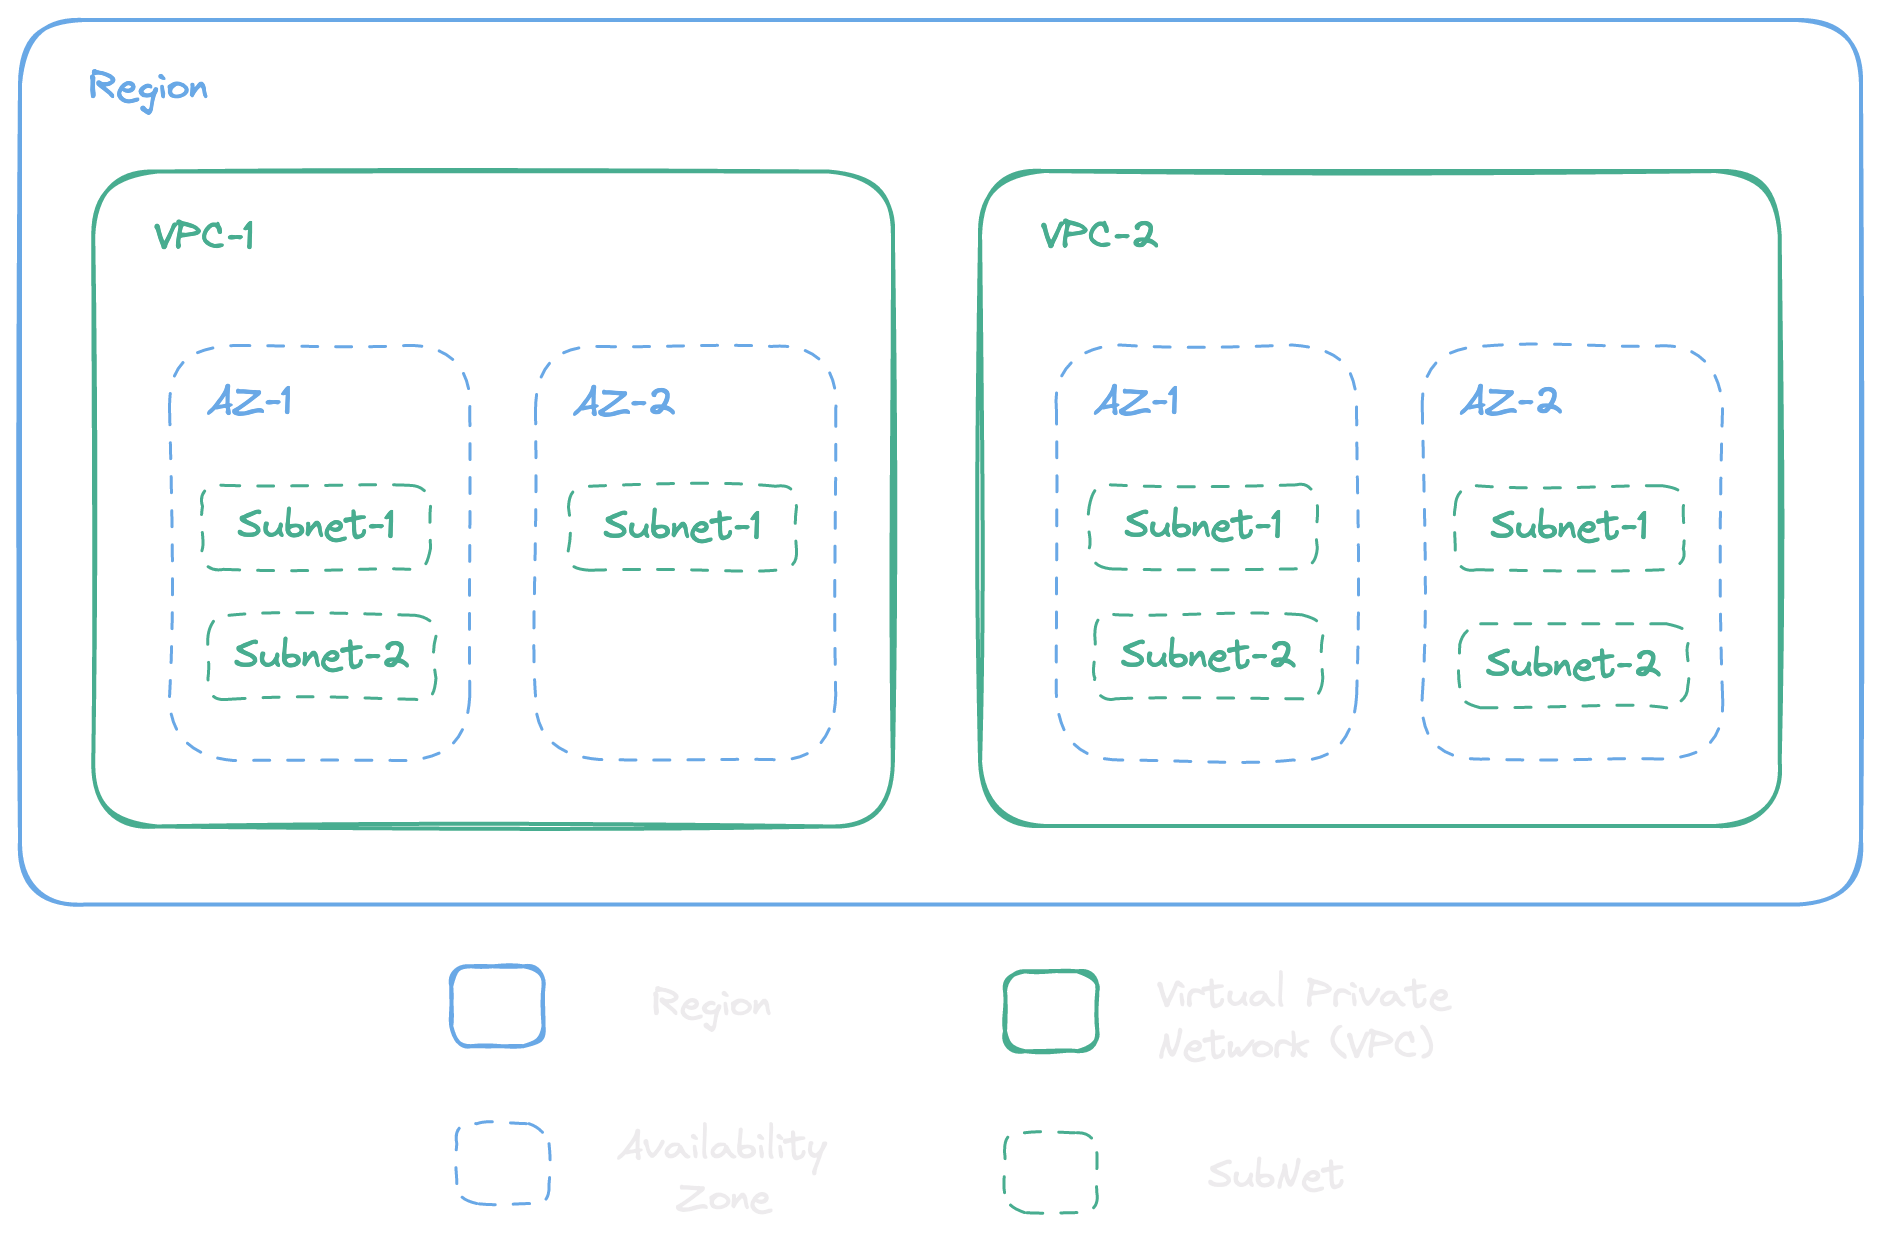 Region
VPC-1
AZ-1
Subnet-1
Subnet-2
AZ-2
Subnet-1
VPC-2
AZ-1
Subnet-1
Subnet-2
AZ-2
Subnet-1
Subnet-2
Region
Virtual Private
Network (VPC)
Availability
Zone
SubNet